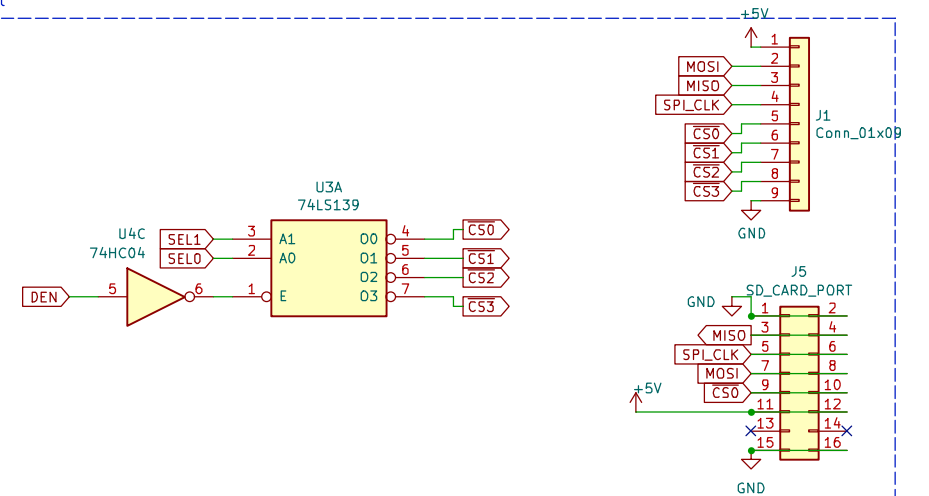 +5V
1
MOSI 2
MISO 3
SPI_CLK 4
CS0 5
CS1 6
CS2 7
CS3 8
9
J1
Conn_01x09
GND
U3A
74LS139
U4C
74HC04
SEL1 3 A1 O0 4 CS0
SEL0 2 A0 O1 5 CS1
O2 6 CS2
DEN 5 6 1 E O3 7 CS3
J5
SD_CARD_PORT
GND 1 2
MISO 3 4
SPI_CLK 5 6
MOSI 7 8
CS0 9 10
+5V 11 12
13 14
15 16
GND